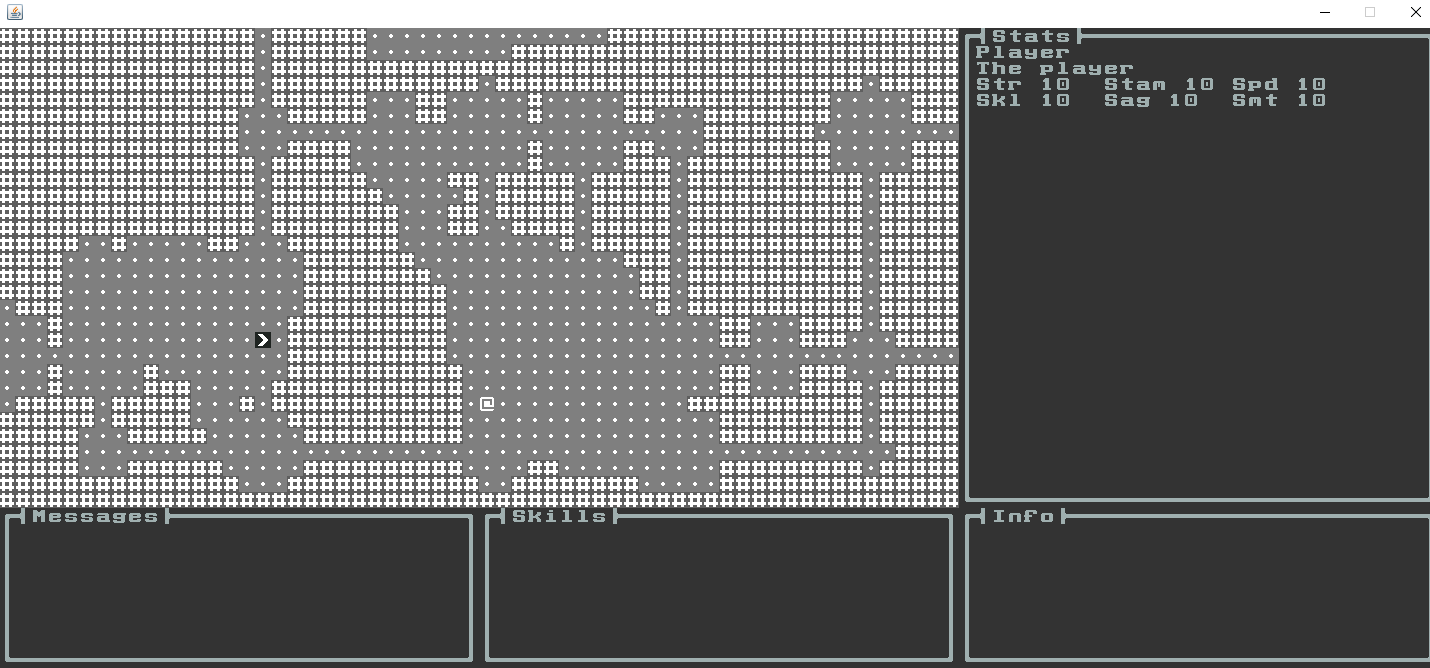 Stats
Player
The player
Str 10 Stam 10 Spd 10
Skl 10 Sag 10 Smt 10
>
@
Messages
Skills
Info